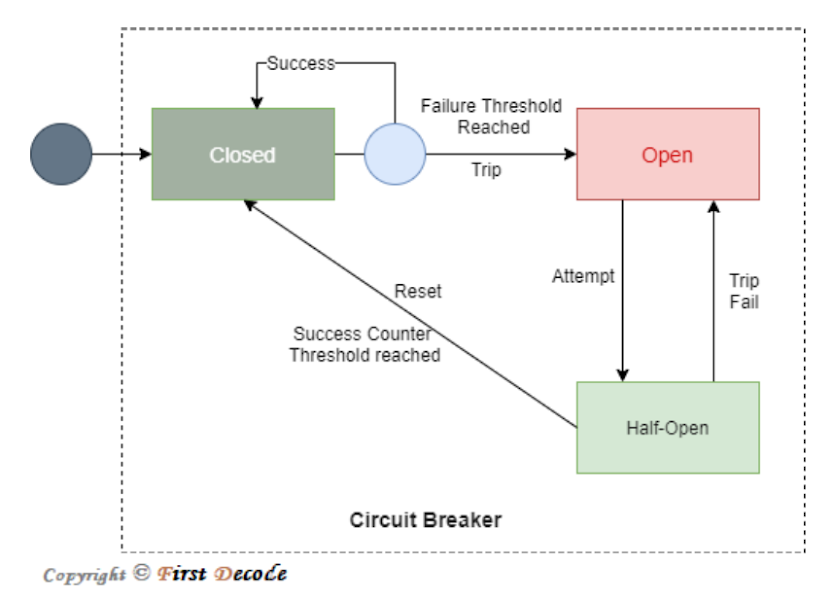 Success
Failure Threshold
Reached
Closed
Open
Trip
Attempt
Trip
Fail
Reset
Success Counter
Threshold reached
Half-Open
Circuit Breaker
Copyright © First Decode